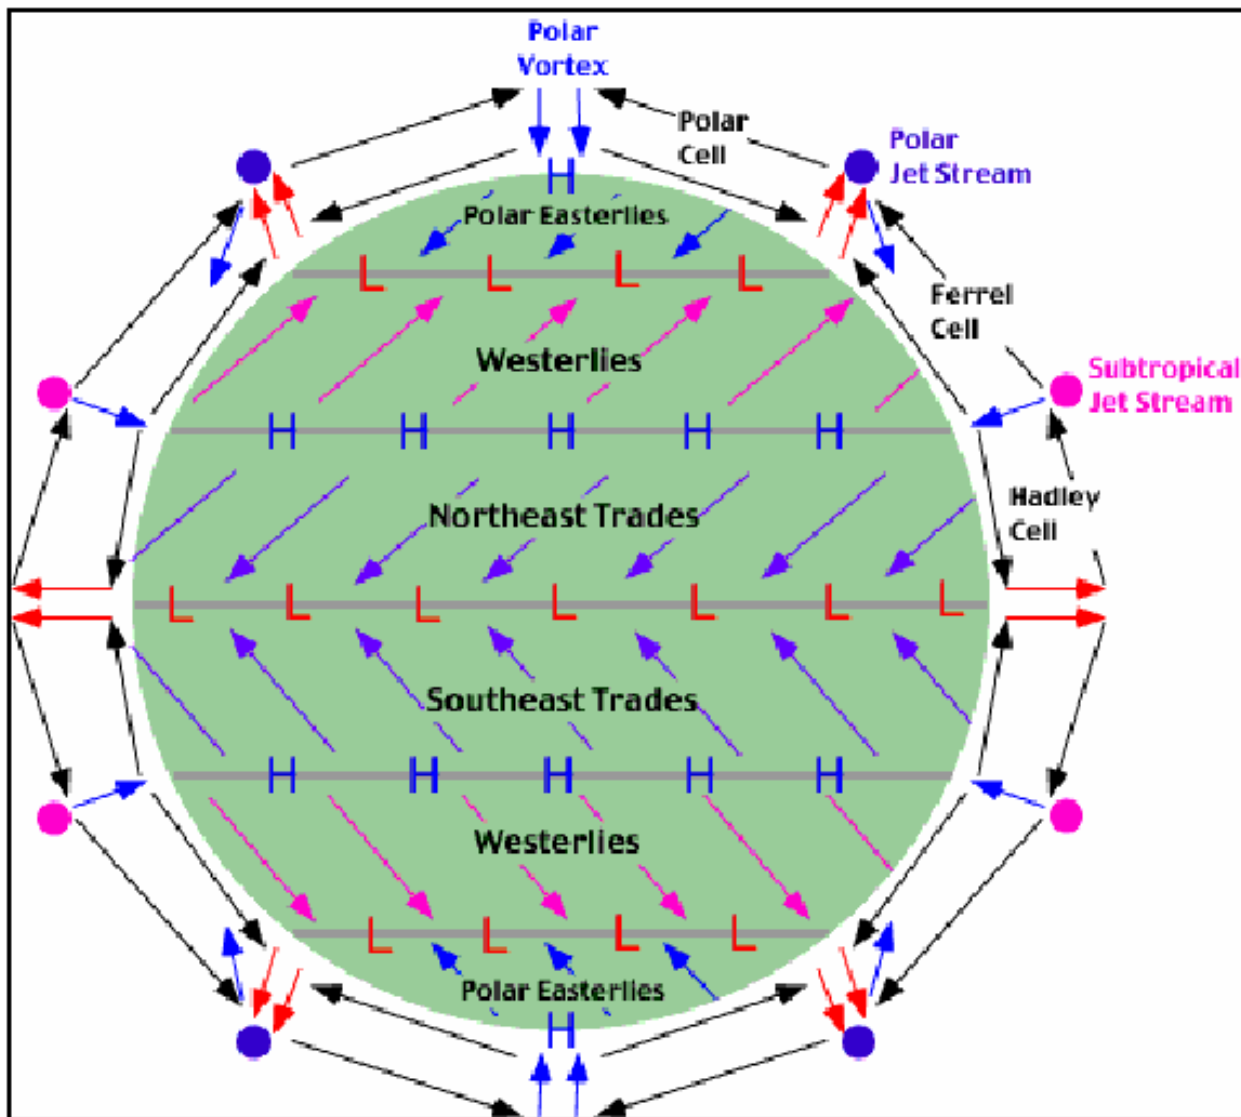 Polar
Vortex
Polar
Cell
Polar
Jet Stream
H
Polar Easterlies
L L L L
Ferrel
Cell
Westerlies
Subtropical
Jet Stream
H H H H H
Hadley
Cell
Northeast Trades
L L L L L L L
Southeast Trades
H H H H H
Westerlies
L L L L
Polar Easterlies
H